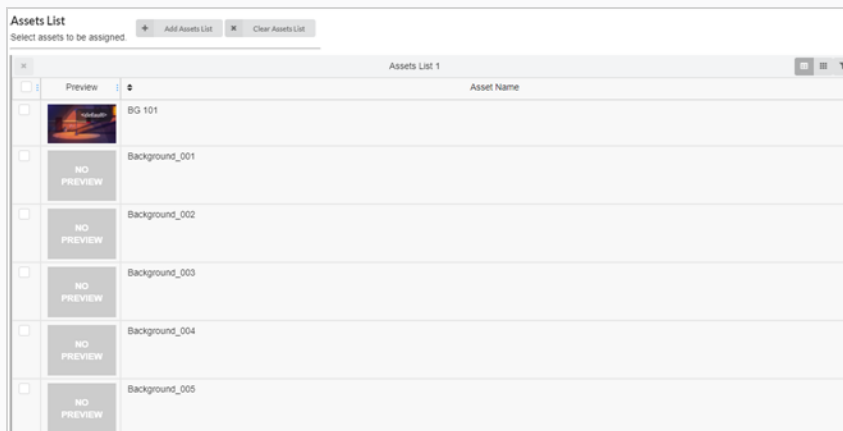 Assets List
Select assets to be assigned.
Add Assets List
Clear Assets List
Assets List 1
Preview
Asset Name
<default>
BG 101
NO
PREVIEW
Background_001
NO
PREVIEW
Background_002
NO
PREVIEW
Background_003
NO
PREVIEW
Background_004
NO
PREVIEW
Background_005